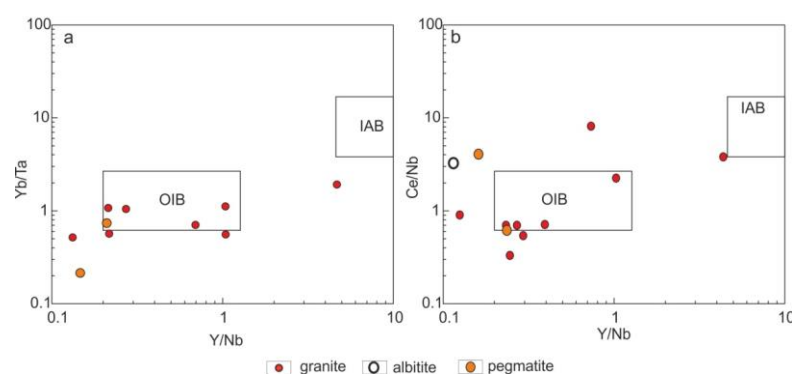 a
100
10
1
0.1
Yb/Ta
IAB
OIB
0.1
1
10
Y/Nb
b
100
10
1
0.1
Ce/Nb
IAB
OIB
0.1
1
10
Y/Nb
granite albitite pegmatite